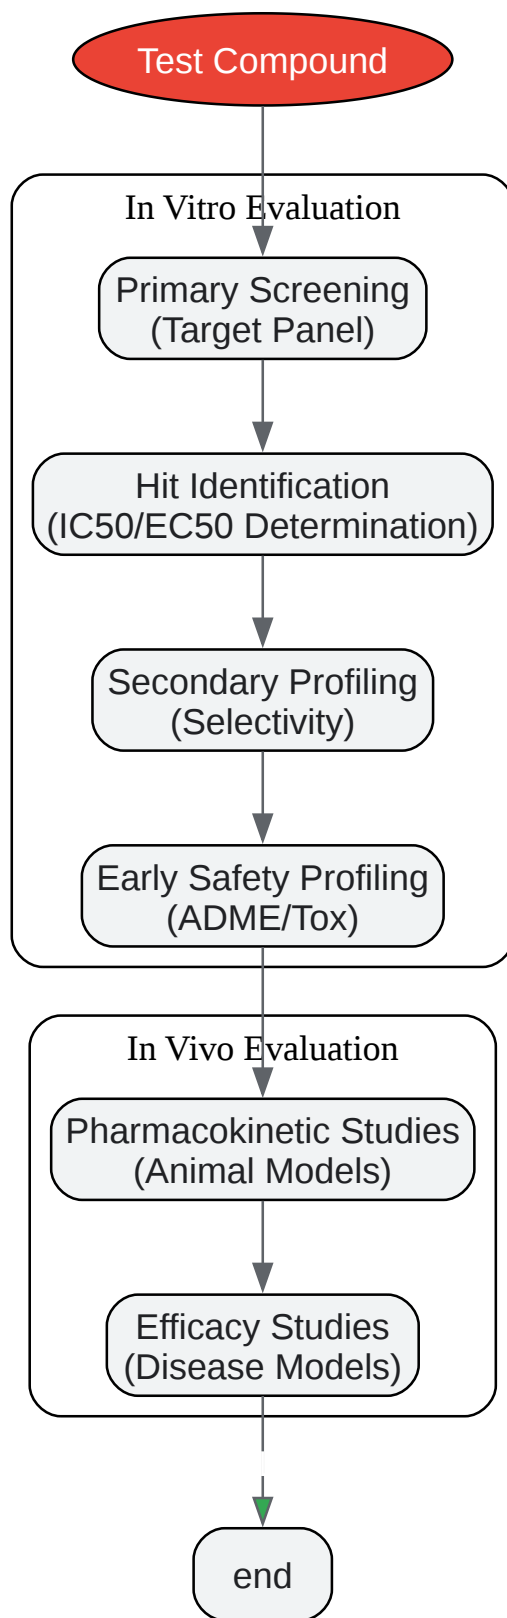 Test Compound
In Vitro Evaluation
Primary Screening
(Target Panel)
Hit Identification
(IC50/EC50 Determination)
Secondary Profiling
(Selectivity)
Early Safety Profiling
(ADME/Tox)
In Vivo Evaluation
Pharmacokinetic Studies
(Animal Models)
Efficacy Studies
(Disease Models)
end